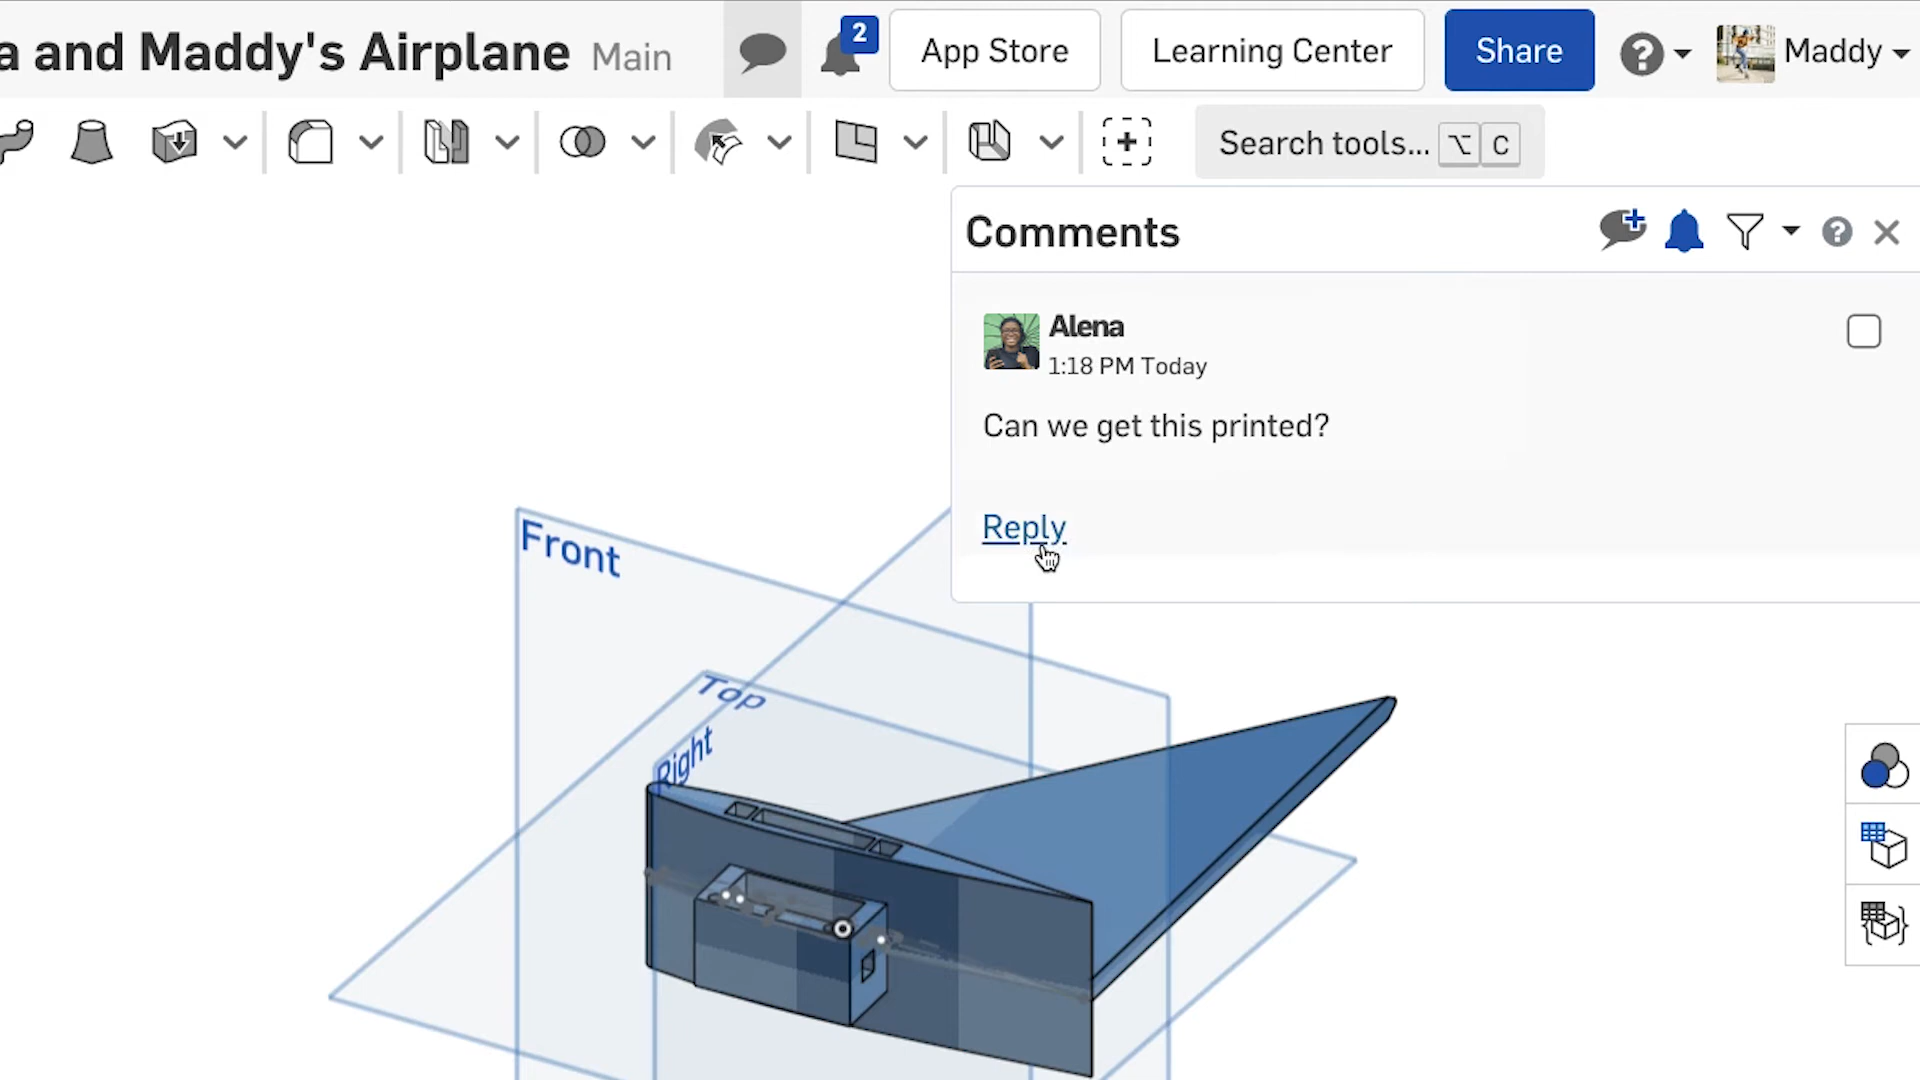 a and Maddy's Airplane Main
2
App Store
Learning Center
Share
?
Maddy
Search tools... ⌥ C
Comments
?
Alena
1:18 PM Today
Can we get this printed?
Reply
Front
Top
Right